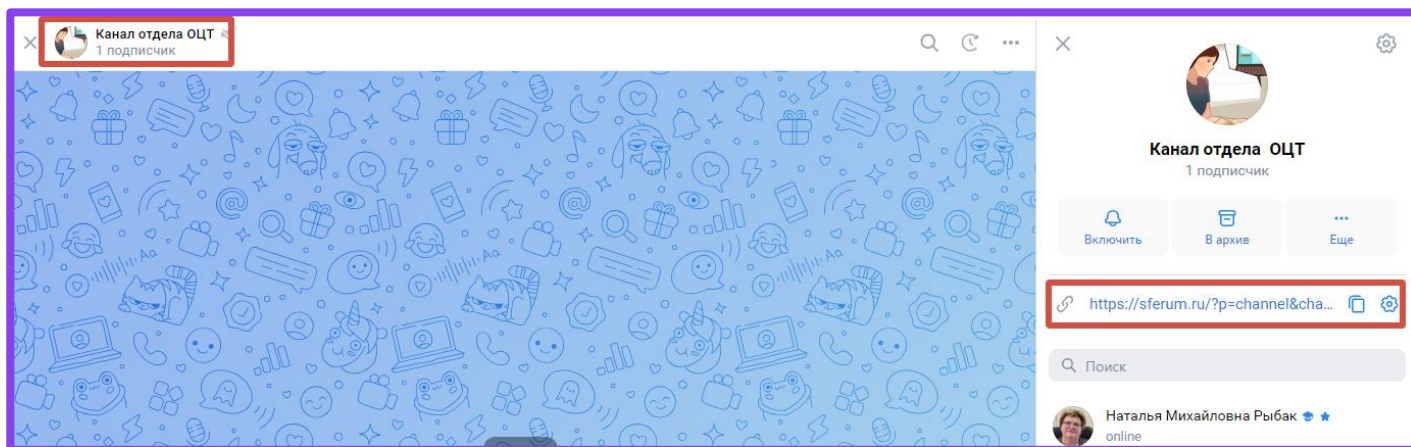 Канал отдела ОЦТ
1 подписчик
Канал отдела ОЦТ
1 подписчик
Включить
В архив
Еще
https://sferum.ru/?p=channel&cha...
Поиск
Наталья Михайловна Рыбак
online